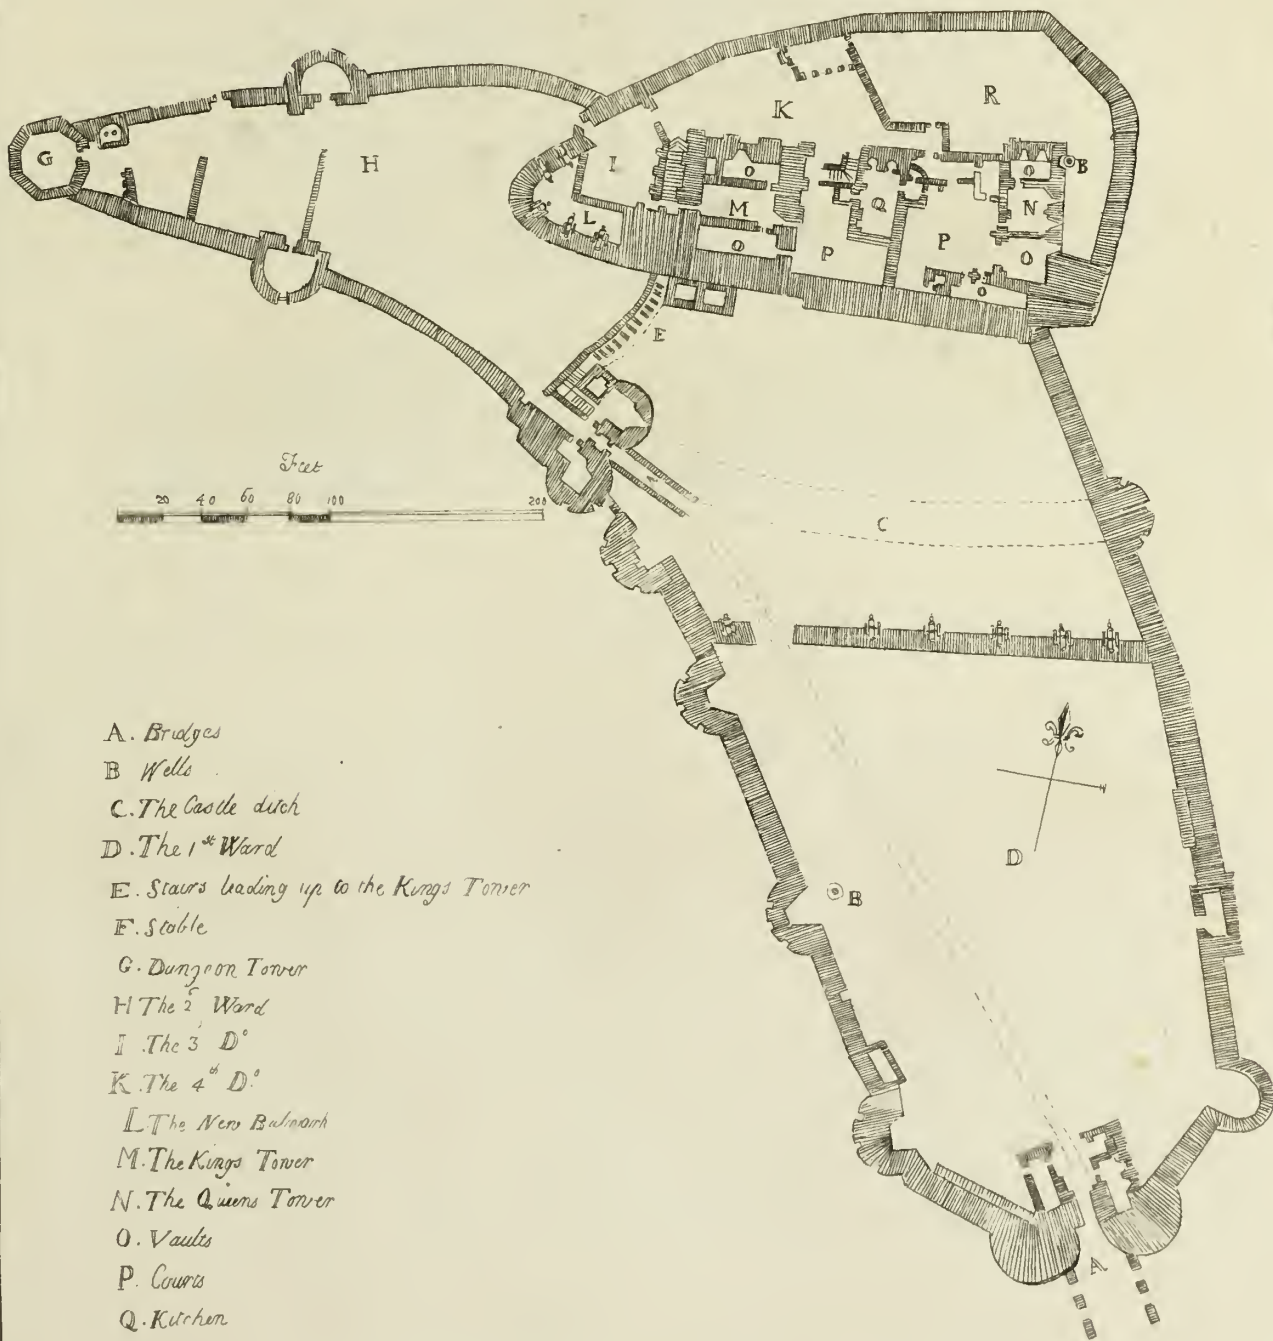 R
K
B
G
H
I
O
M
Q
N
L
P
P
O
O
O
E
Feet
20 40 60 80 100 200
A
C
A. Bridges
B Wells
C. The Castle ditch
D. The 1st Ward
E. Stairs leading up to the Kings Tower
F. Stable
G. Dungeon Tower
H The 2 Ward
I. The 3 Do
K. The 4th Do.
L. The New Bulwark
M. The Kings Tower
N. The Queens Tower
O. Vaults
P. Courts
Q. Kitchen
D
B
A